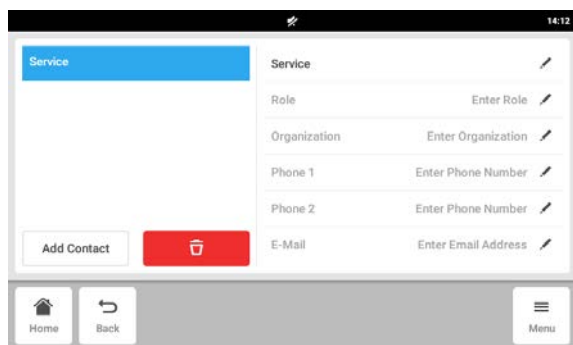 14:12
Service
Service
Role Enter Role
Organization Enter Organization
Phone 1 Enter Phone Number
Phone 2 Enter Phone Number
E-Mail Enter Email Address
Add Contact
Home Back Menu